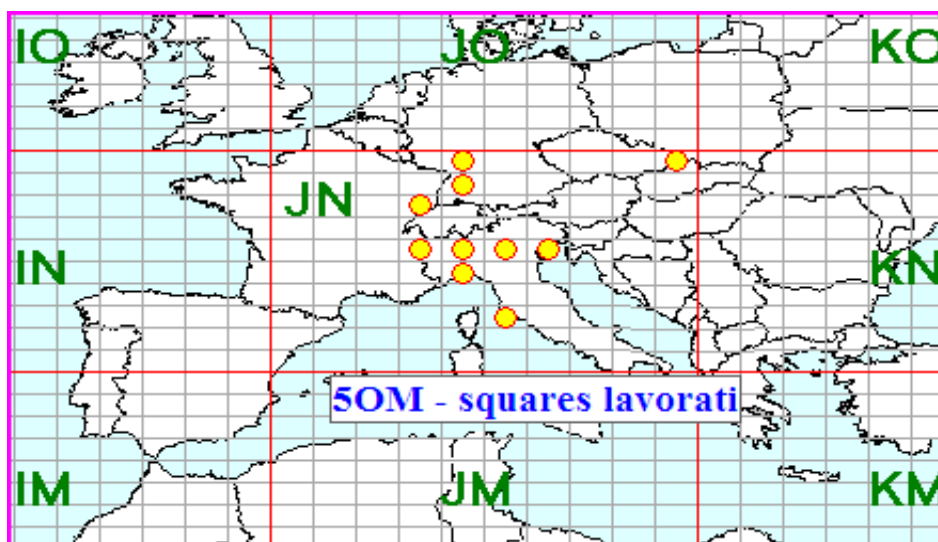 IO JO KO
JN
IN KN
5OM - squares lavorati
IM JM KM